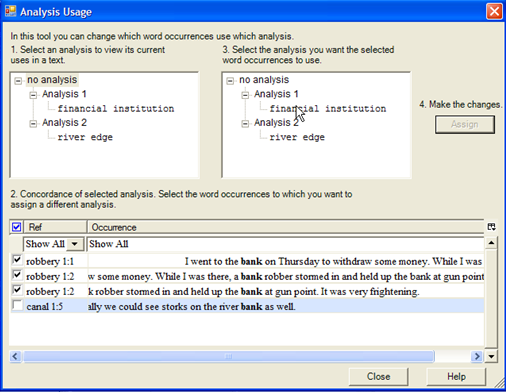 Analysis Usage
In this tool you can change which word occurrences use which analysis.
1. Select an analysis to view its current
uses in a text.
no analysis
Analysis 1
financial institution
Analysis 2
river edge
3. Select the analysis you want the selected
word occurrences to use.
no analysis
Analysis 1
financial institution
Analysis 2
river edge
4. Make the changes.
Assign
2. Concordance of selected analysis. Select the word occurrences to which you want to
assign a different analysis.
Ref Occurrence
Show All Show All
robbery 1:1 I went to the bank on Thursday to withdraw some money. While I was
robbery 1:2 w some money. While I was there, a bank robber stormed in and held up the bank at gun point
robbery 1:2 k robber stormed in and held up the bank at gun point. It was very frightening.
canal 1:5 ally we could see storks on the river bank as well.
Close Help